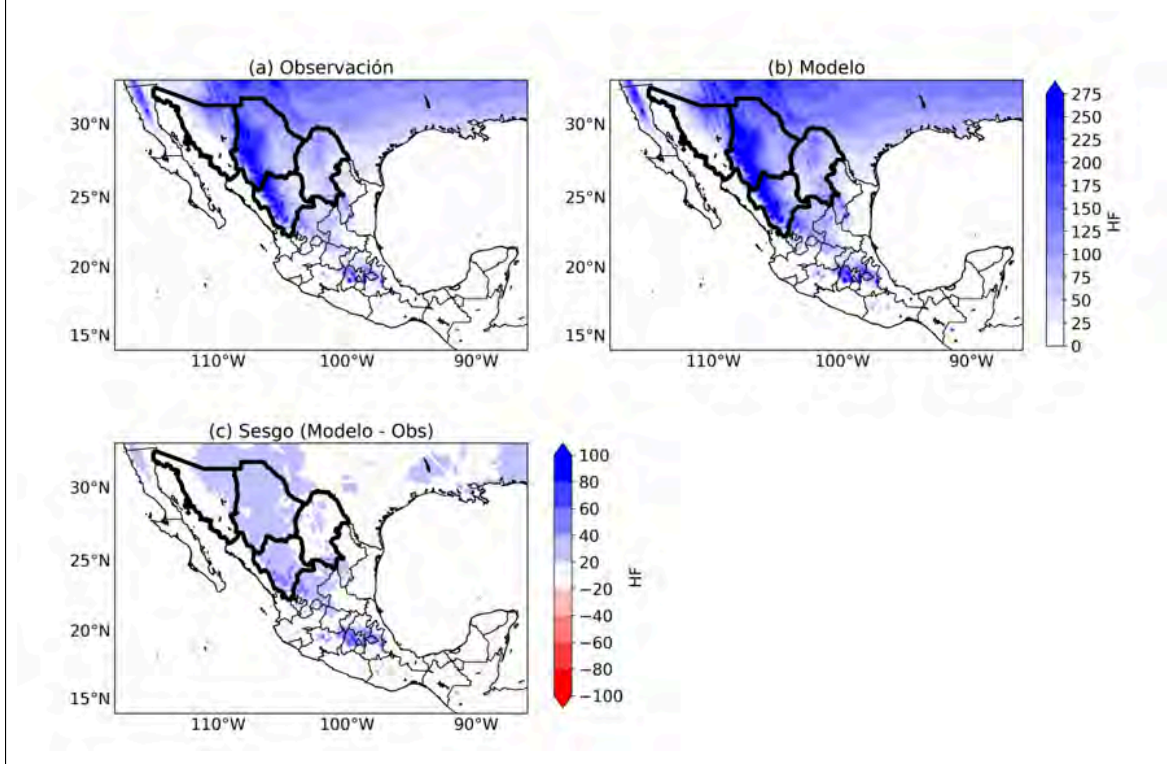 (a) Observación
(b) Modelo
30°N
25°N
20°N
15°N
110°W 100°W 90°W
30°N
25°N
20°N
15°N
110°W 100°W 90°W
275
250
225
200
175
150
125
100
75
50
25
0
HF
(c) Sesgo (Modelo - Obs)
30°N
25°N
20°N
15°N
110°W 100°W 90°W
100
80
60
40
20
−20
−40
−60
−80
−100
HF